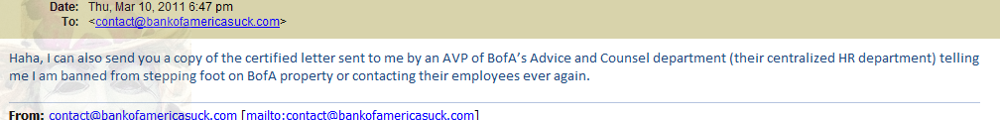 Date: Thu, Mar 10, 2011 6:47 pm
To: <contact@bankofamericasuck.com>
Haha, I can also send you a copy of the certified letter sent to me by an AVP of BofA’s Advice and Counsel department (their centralized HR department) telling
me I am banned from stepping foot on BofA property or contacting their employees ever again.
From: contact@bankofamericasuck.com [mailto:contact@bankofamericasuck.com]